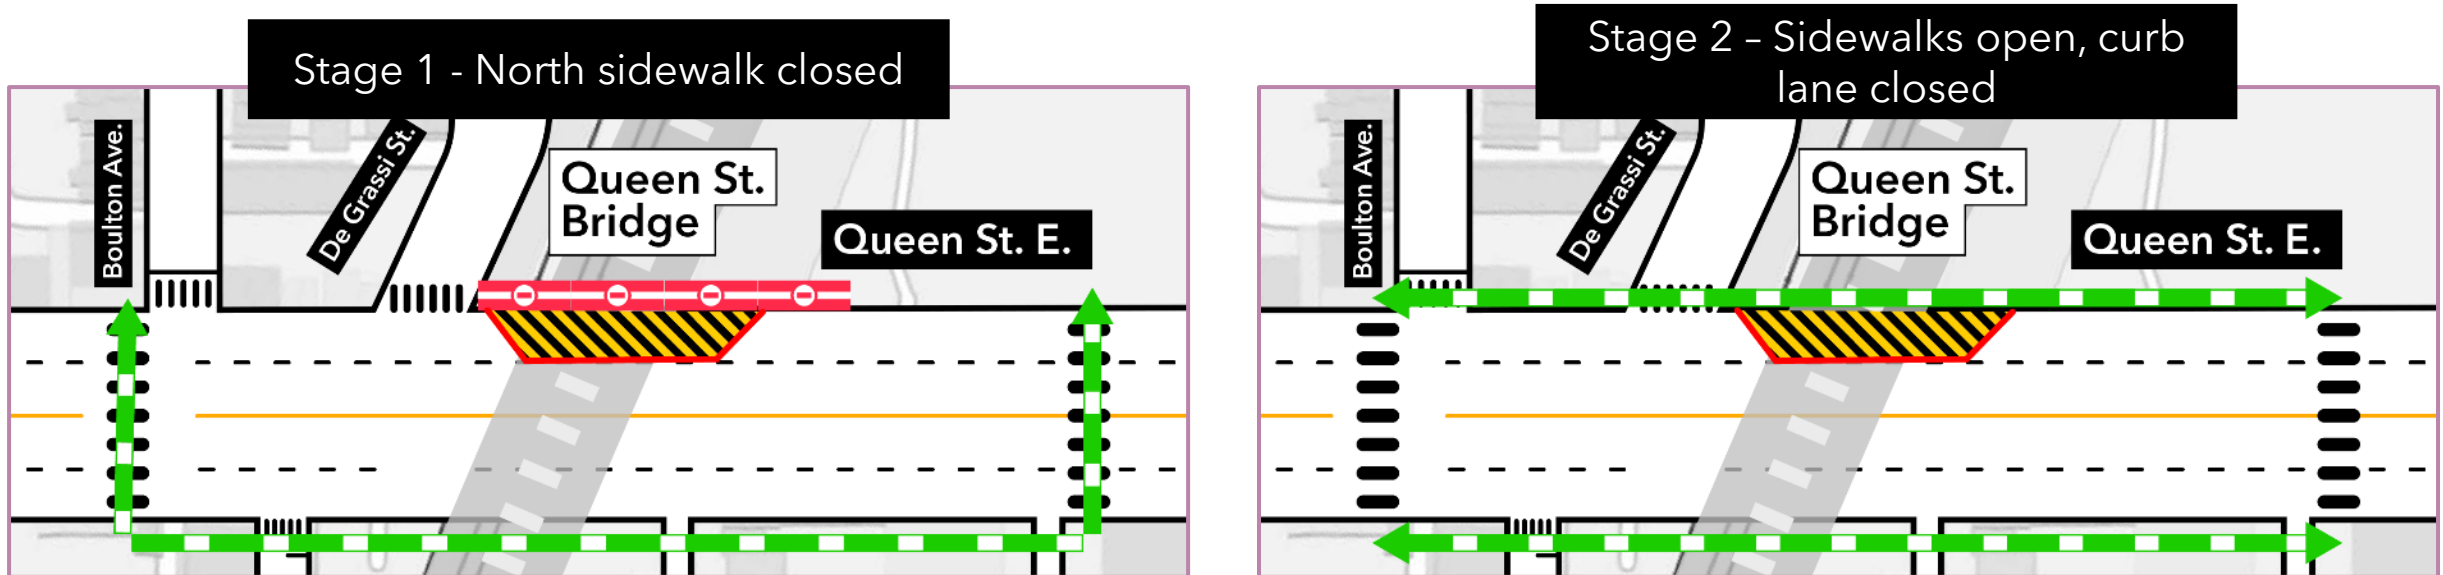 Stage 1 - North sidewalk closed
Boulton Ave.
De Grassi St.
Queen St.
Bridge
Queen St. E.
Stage 2 – Sidewalks open, curb
lane closed
Boulton Ave.
De Grassi St.
Queen St.
Bridge
Queen St. E.